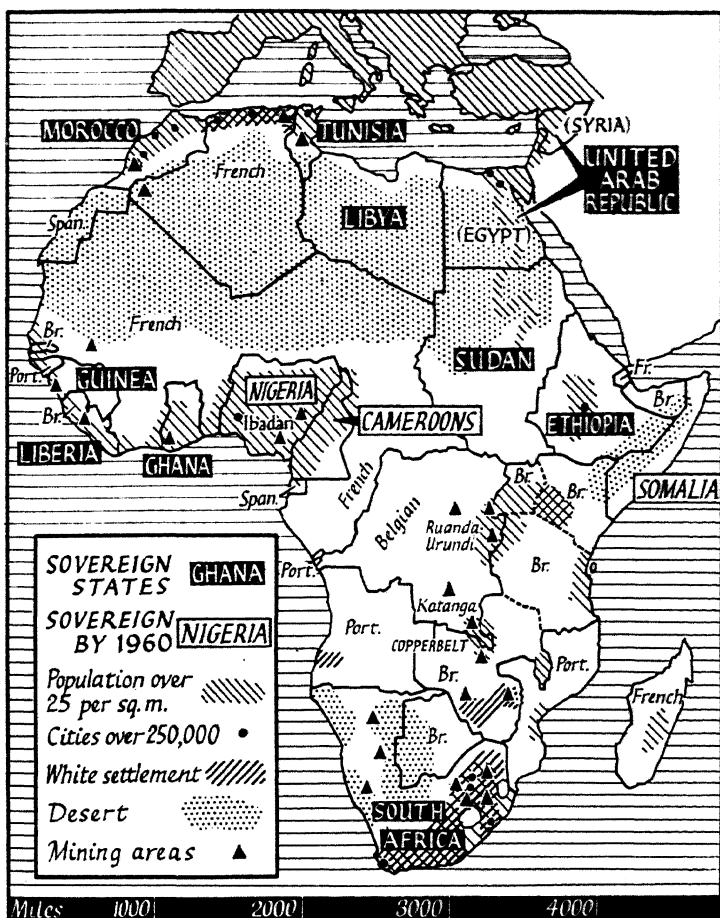 MOROCCO
TUNISIA
(SYRIA)
UNITED
ARAB
REPUBLIC
French
Span.
LIBYA
(EGYPT)
French
Br.
SUDAN
Port.
GUINEA
NIGERIA
Fr.
Br.
Br.
Ibadan
CAMEROONS
ETHIOPIA
LIBERIA
GHANA
SOMALIA
Span.
French
Belgian
Br.
Br.
Ruanda
Urundi
Port.
Br.
Katanga
Port.
COPPERBELT
Br.
Port.
French
Br.
SOUTH
AFRICA
SOVEREIGN
STATES GHANA
SOVEREIGN
BY 1960 NIGERIA
Population over
25 per sq.m.
Cities over 250,000
White settlement
Desert
Mining areas
Miles 1000 2000 3000 4000